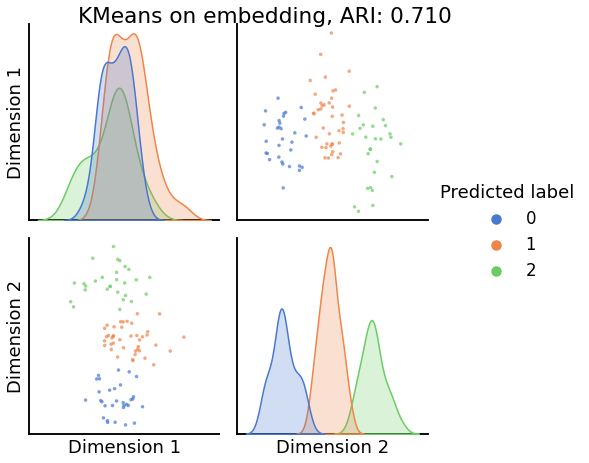 KMeans on embedding, ARI: 0.710
Dimension 1
Predicted label
0
1
2
Dimension 2
Dimension 1
Dimension 2